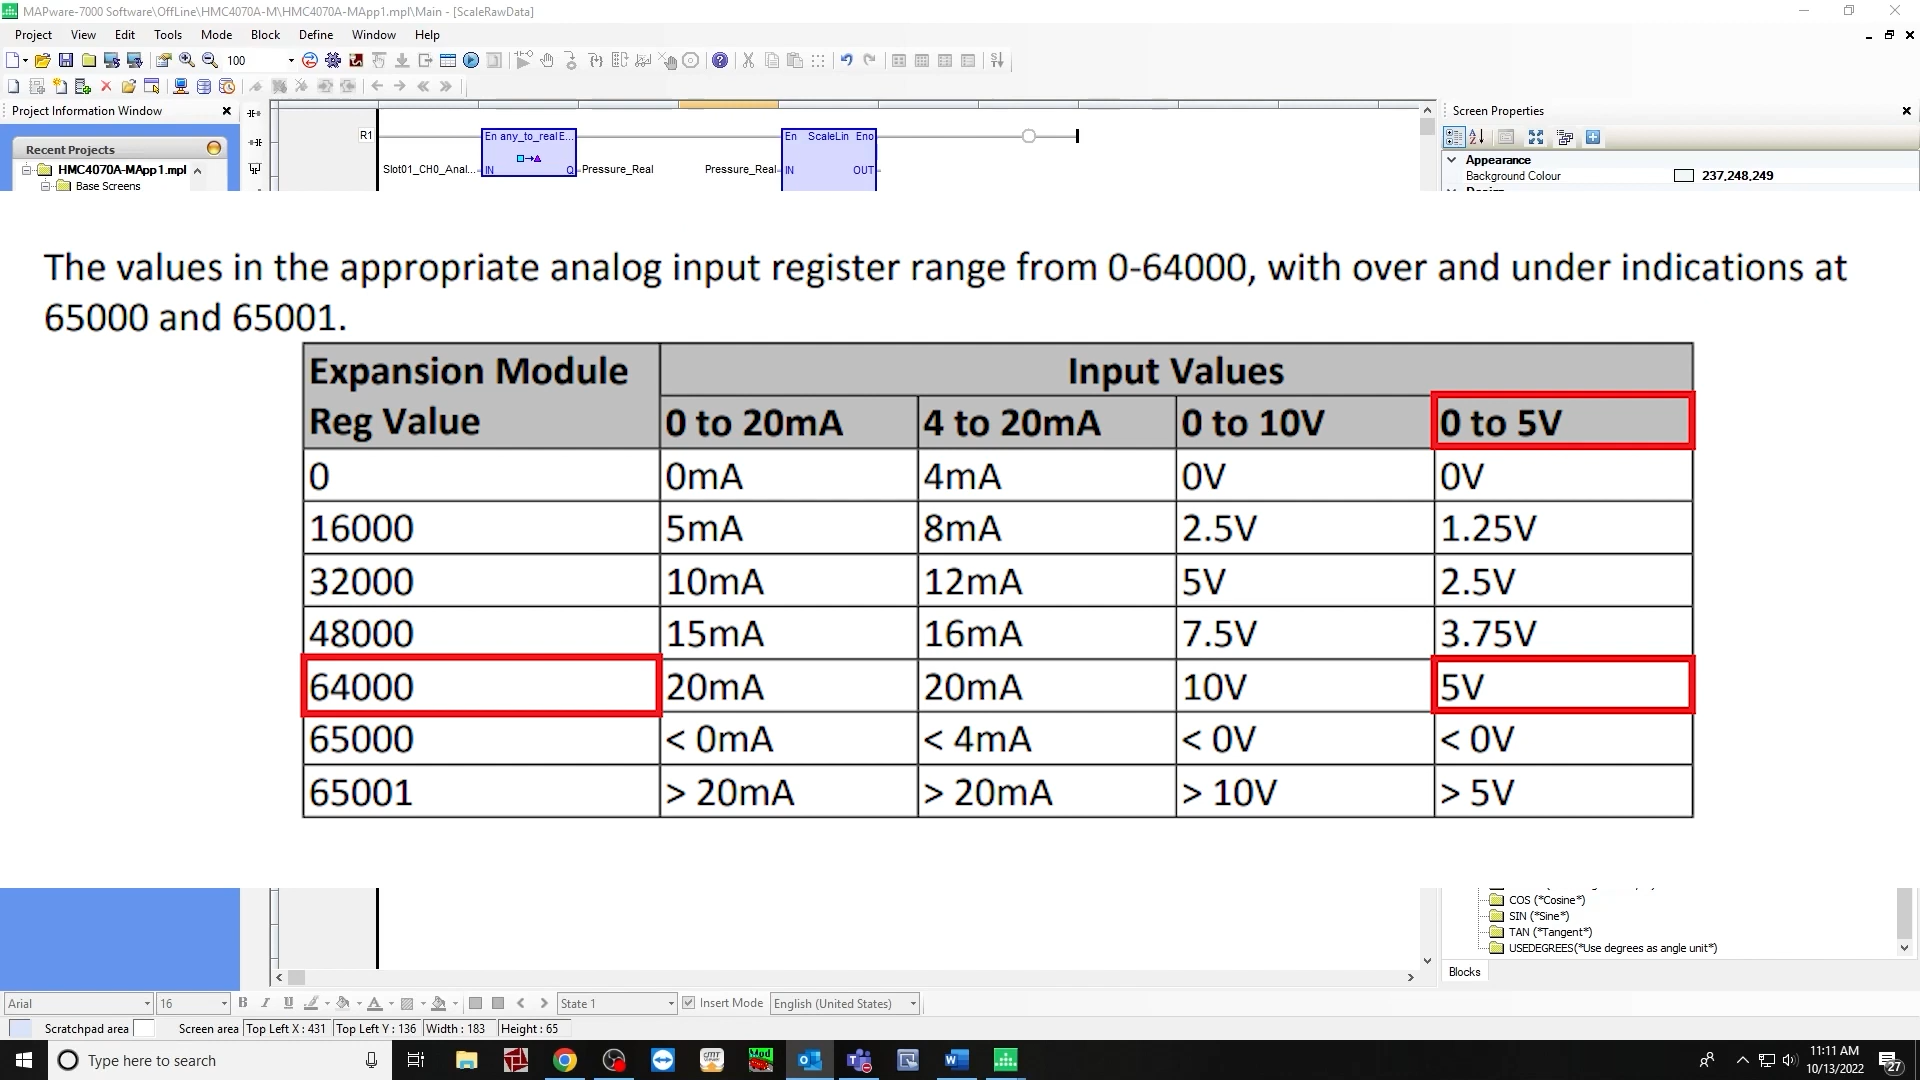 MAPware-7000 Software\OffLine\HMC4070A-M\HMC4070A-MApp1.mpl\Main - [ScaleRawData]
Project View Edit Tools Mode Block Define Window Help
100
Project Information Window
Screen Properties
Recent Projects
HMC4070A-MApp1.mpl
Base Screens
R1
En any_to_realE...
En ScaleLin Eno
Slot01_CH0_Anal...
IN Q
Pressure_Real
Pressure_Real
IN OUT
Appearance
Background Colour 237,248,249
The values in the appropriate analog input register range from 0-64000, with over and under indications at
65000 and 65001.
Expansion Module
Reg Value
Input Values
0 to 20mA 4 to 20mA 0 to 10V 0 to 5V
0 0mA 4mA 0V 0V
16000 5mA 8mA 2.5V 1.25V
32000 10mA 12mA 5V 2.5V
48000 15mA 16mA 7.5V 3.75V
64000 20mA 20mA 10V 5V
65000 < 0mA < 4mA < 0V < 0V
65001 > 20mA > 20mA > 10V > 5V
COS (*Cosine*)
SIN (*Sine*)
TAN (*Tangent*)
USEDEGREES(*Use degrees as angle unit*)
Blocks
Arial 16 B I U A State 1 Insert Mode English (United States)
Scratchpad area Screen area Top Left X : 431 Top Left Y : 136 Width : 183 Height : 65
Type here to search
11:11 AM
10/13/2022
27